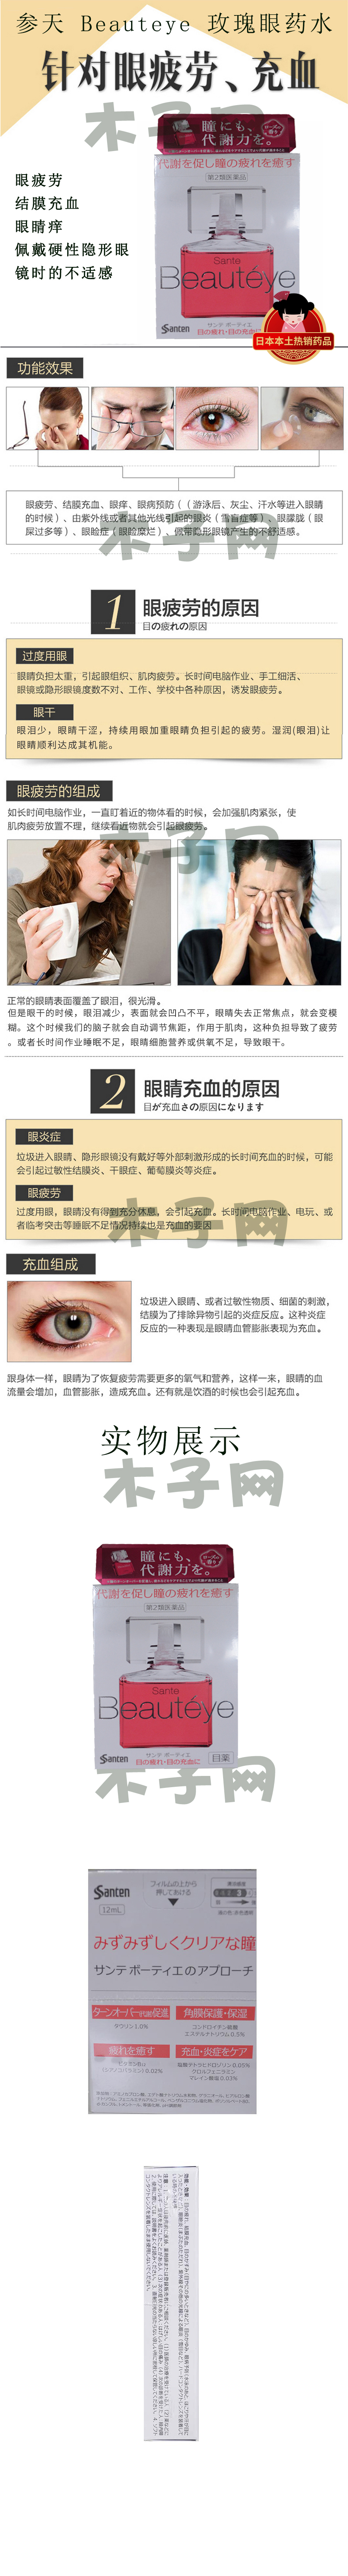 参天 Beauteye 玫瑰眼药水
针对眼疲劳、充血
木子网
眼疲劳
结膜充血
眼睛痒
佩戴硬性隐形眼
镜时的不适感
瞳にも、
代謝力を。
代謝を促し瞳の疲れを癒す
第2類医薬品
Sante
Beautéye
Santen
サンテ ボーティエ
日本本土热销药品
功能效果
眼疲劳、结膜充血、眼痒、眼病预防（（游泳后、灰尘、汗水等进入眼睛
的时候）、由紫外线或者其他光线引起的眼炎（雪盲症等）、眼朦胧（眼
屎过多等）、眼睑症（眼睑糜烂）、佩带隐形眼镜产生的不舒适感。
木子网
1
眼疲劳的原因
目の疲れの原因
过度用眼
眼睛负担太重，引起眼组织、肌肉疲劳。长时间电脑作业、手工细活、
眼镜或隐形眼镜度数不对、工作、学校中各种原因，诱发眼疲劳。
眼干
眼泪少，眼睛干涩，持续用眼加重眼睛负担引起的疲劳。湿润(眼泪)让
眼睛顺利达成其机能。
眼疲劳的组成
如长时间电脑作业，一直盯着近的物体看的时候，会加强肌肉紧张，使
肌肉疲劳放置不理，继续看近物就会引起眼疲劳。
木子网
正常的眼睛表面覆盖了眼泪，很光滑。
但是眼干的时候，眼泪减少，表面就会凹凸不平，眼睛失去正常焦点，就会变模
糊。这个时候我们的脑子就会自动调节焦距，作用于肌肉，这种负担导致了疲劳
。或者长时间作业睡眠不足，眼睛细胞营养或供氧不足，导致眼干。
2
眼睛充血的原因
目が充血さの原因になります
眼炎症
垃圾进入眼睛、隐形眼镜没有戴好等外部刺激形成的长时间充血的时候，可能
会引起过敏性结膜炎、干眼症、葡萄膜炎等炎症。
眼疲劳
过度用眼，眼睛没有得到充分休息，会引起充血。长时间电脑作业、电玩、或
者临考突击等睡眠不足情况持续也是充血的要因
木子网
充血组成
垃圾进入眼睛、或者过敏性物质、细菌的刺激，
结膜为了排除异物引起的炎症反应。这种炎症
反应的一种表现是眼睛血管膨胀表现为充血。
跟身体一样，眼睛为了恢复疲劳需要更多的氧气和营养，这样一来，眼睛的血
流量会增加，血管膨胀，造成充血。还有就是饮酒的时候也会引起充血。
实物展示
木子网
瞳にも、
代謝力を。
代謝を促し瞳の疲れを癒す
第2類医薬品
Sante
Beautéye
Santen
サンテ ボーティエ
目の疲れ・目の充血に
目薬
木子网
Santen
フィルムの上から
押してあける
12mL
みずみずしくクリアな瞳
サンテ ボーティエのアプローチ
ターンオーバー(代謝)促進
角膜保護・保湿
タウリン 1.0%
コンドロイチン硫酸
エステルナトリウム 0.5%
疲れを癒す
充血・炎症をケア
ビタミンB12
(シアノコバラミン) 0.02%
塩酸テトラヒドロゾリン 0.05%
クロルフェニラミン
マレイン酸塩 0.03%